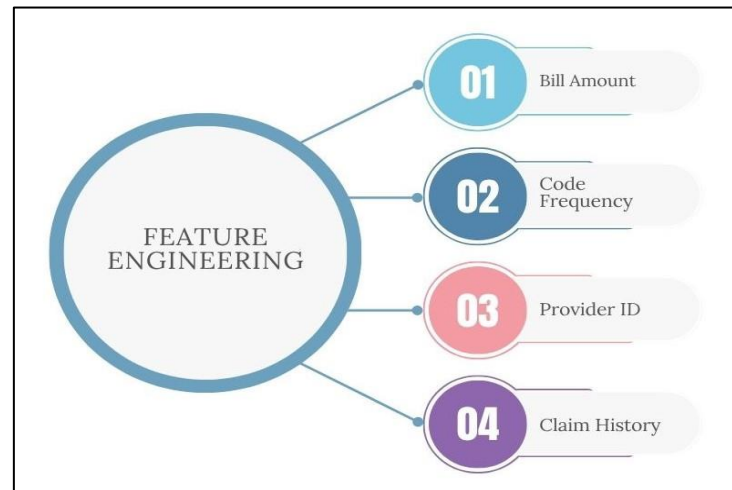 FEATURE
ENGINEERING
01
Bill Amount
02
Code
Frequency
03
Provider ID
04
Claim History